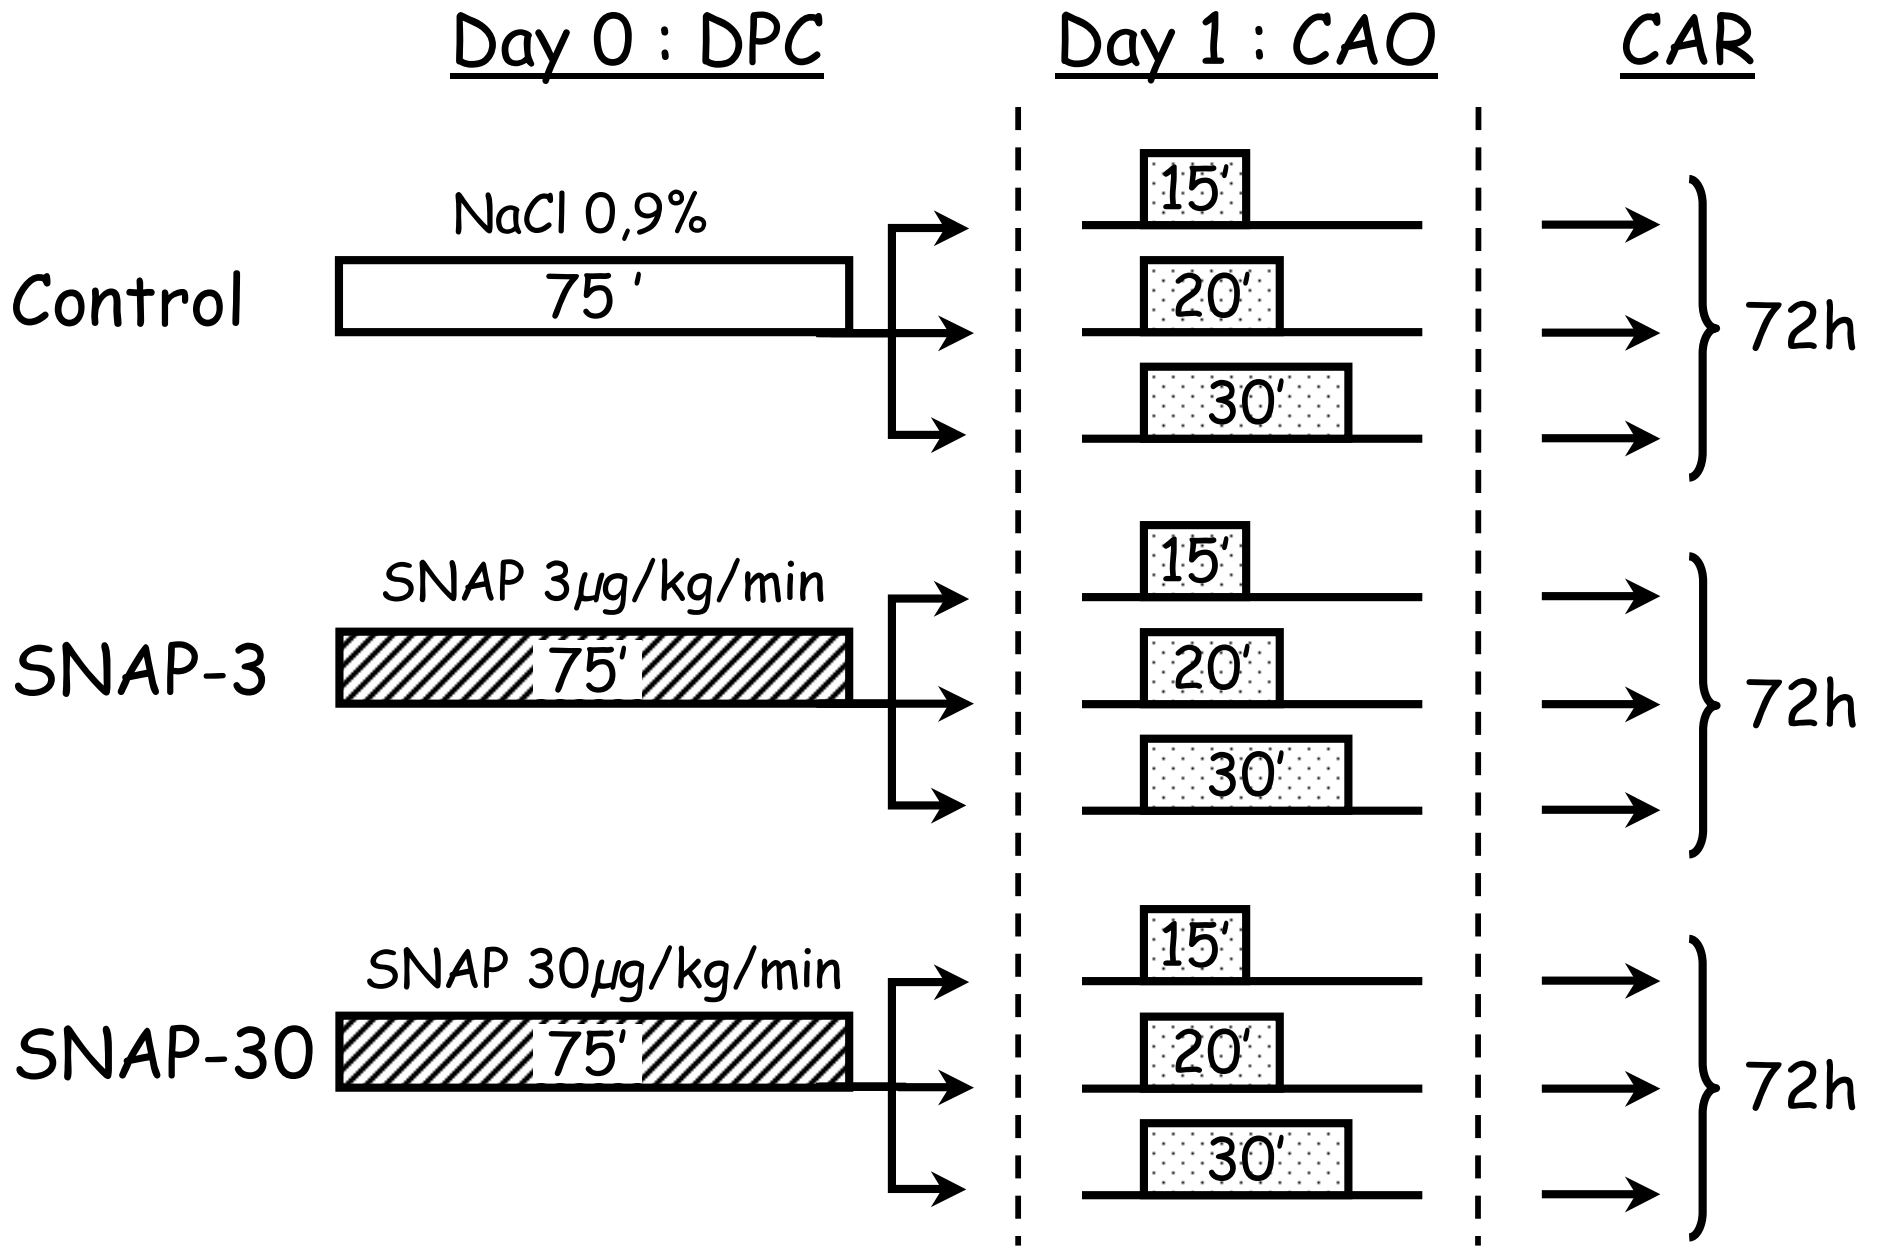 Day 0 : DPC
Day 1 : CAO
CAR
NaCl 0,9%
Control
75 '
15'
20'
30'
72h
SNAP 3µg/kg/min
SNAP-3
75'
15'
20'
30'
72h
SNAP 30µg/kg/min
SNAP-30
75'
15'
20'
30'
72h